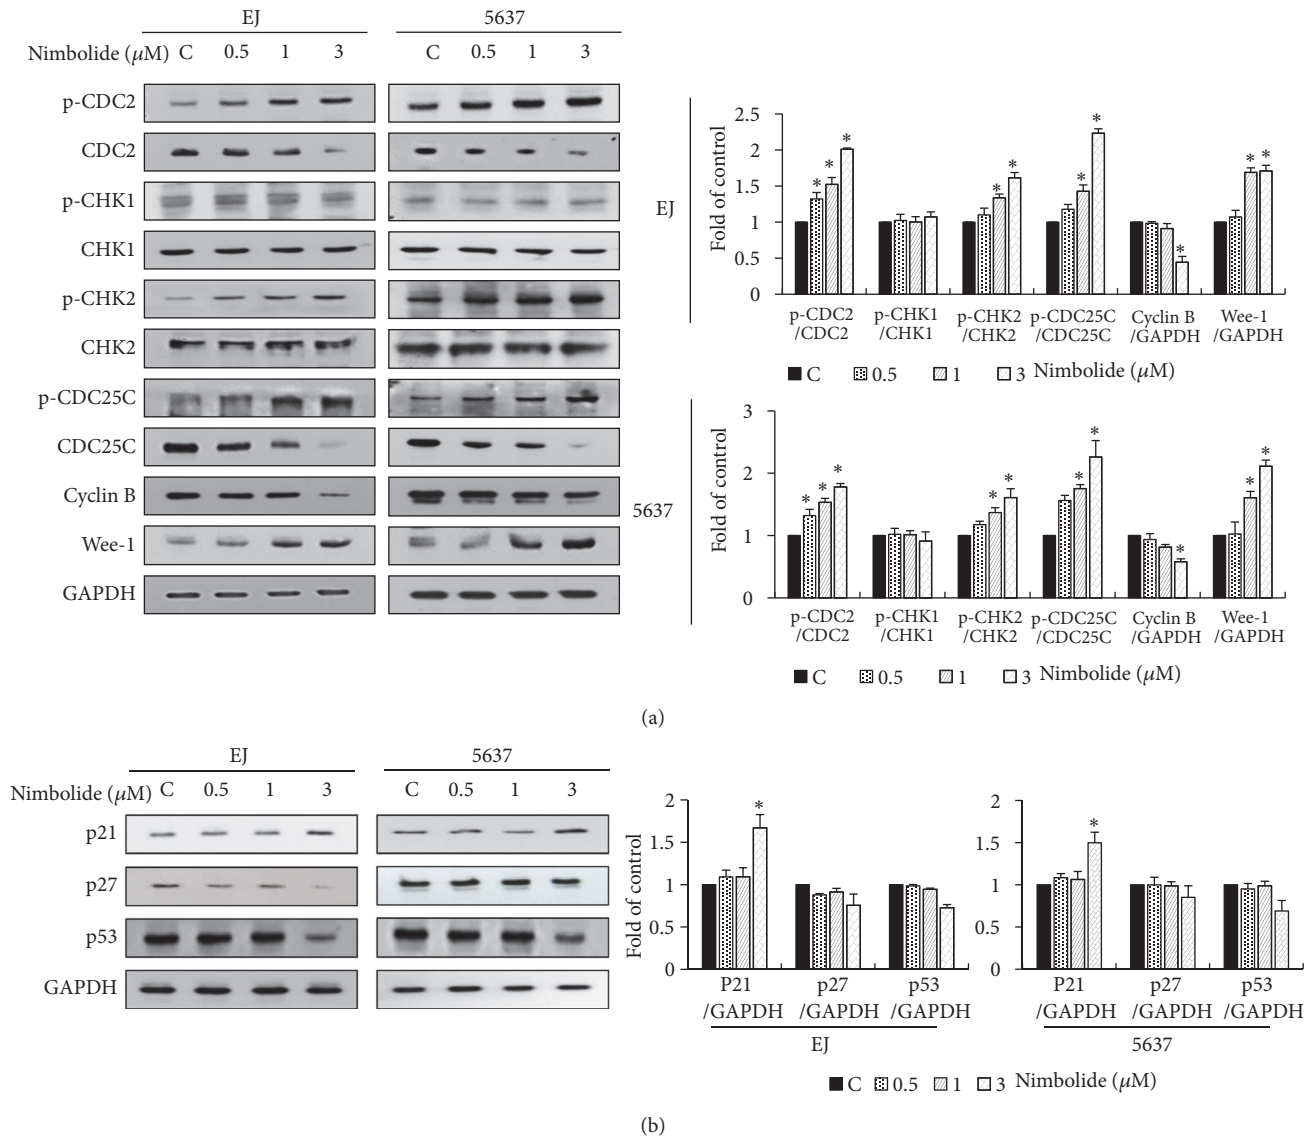 EJ 5637
Nimbolide (μM) C 0.5 1 3 C 0.5 1 3
p-CDC2
CDC2
p-CHK1
CHK1
p-CHK2
CHK2
p-CDC25C
CDC25C
Cyclin B
Wee-1
GAPDH
EJ
Fold of control
2.5
2
1.5
1
0.5
0
* * * * * * * * * *
p-CDC2 p-CHK1 p-CHK2 p-CDC25C Cyclin B Wee-1
/CDC2 /CHK1 /CHK2 /CDC25C /GAPDH /GAPDH
C 0.5 1 3 Nimbolide (μM)
5637
Fold of control
3
2
1
0
* * * * * * * * * *
p-CDC2 p-CHK1 p-CHK2 p-CDC25C Cyclin B Wee-1
/CDC2 /CHK1 /CHK2 /CDC25C /GAPDH /GAPDH
C 0.5 1 3 Nimbolide (μM)
(a)
EJ 5637
Nimbolide (μM) C 0.5 1 3 C 0.5 1 3
p21
p27
p53
GAPDH
Fold of control
2
1.5
1
0.5
0
*
P21 p27 p53
/GAPDH /GAPDH /GAPDH
EJ
2
1.5
1
0.5
0
*
P21 p27 p53
/GAPDH /GAPDH /GAPDH
5637
C 0.5 1 3 Nimbolide (μM)
(b)